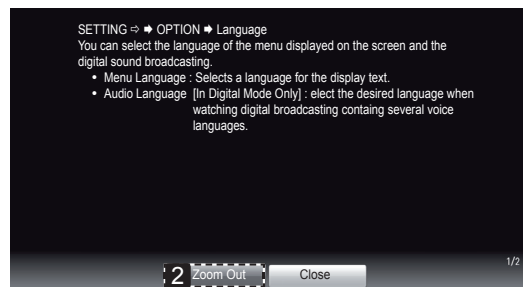 SETTING ⇨ ➡ OPTION ➡ Language
You can select the language of the menu displayed on the screen and the
digital sound broadcasting.
• Menu Language : Selects a language for the display text.
• Audio Language [In Digital Mode Only] : elect the desired language when
watching digital broadcasting containg several voice
languages.
1/2
2 Zoom Out Close